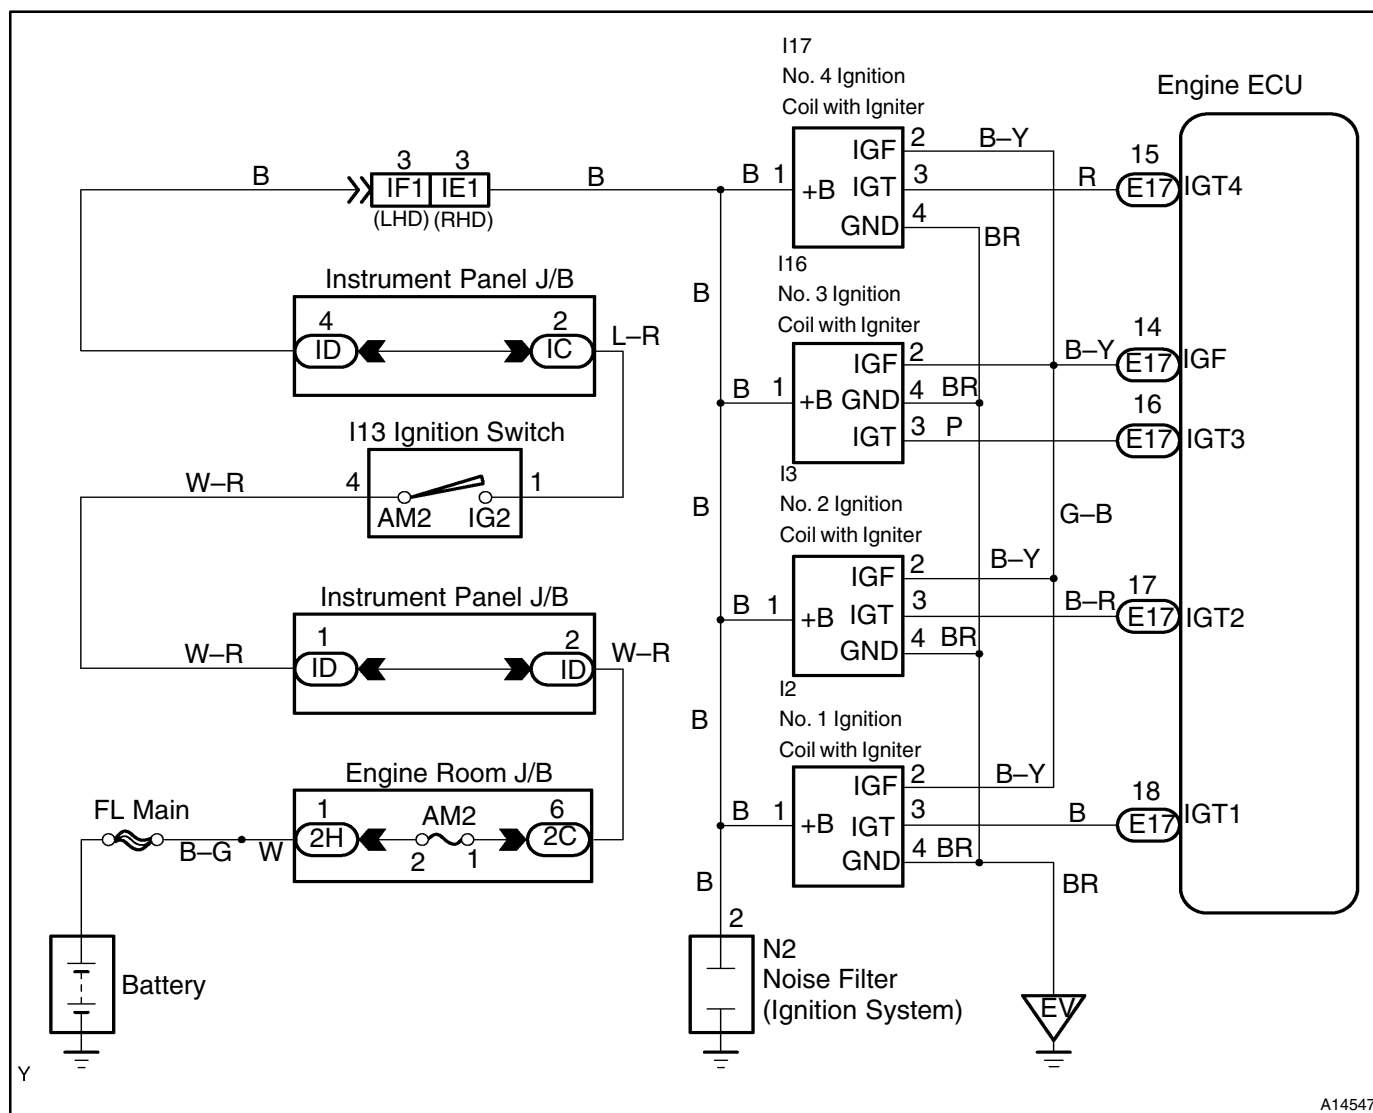 I17
No. 4 Ignition
Coil with Igniter
Engine ECU
B
3
3
IF1
IE1
(LHD)
(RHD)
B
B
1
+B
IGF
IGT
GND
2
3
4
B–Y
R
BR
15
E17
IGT4
Instrument Panel J/B
4
ID
2
IC
L–R
B
I16
No. 3 Ignition
Coil with Igniter
B
1
+B
IGF
GND
IGT
2
4
3
BR
P
B–Y
14
E17
IGF
16
E17
IGT3
I13 Ignition Switch
W–R
4
AM2
IG2
1
B
I3
No. 2 Ignition
Coil with Igniter
G–B
B
1
+B
IGF
IGT
GND
2
3
4
B–Y
BR
B–R
17
E17
IGT2
Instrument Panel J/B
W–R
1
ID
2
ID
W–R
B
I2
No. 1 Ignition
Coil with Igniter
B
1
+B
IGF
IGT
GND
2
3
4
B–Y
B
BR
BR
18
E17
IGT1
Engine Room J/B
FL Main
B–G
W
1
2H
AM2
2
1
6
2C
B
2
N2
Noise Filter
(Ignition System)
Battery
EV
Y
A14547